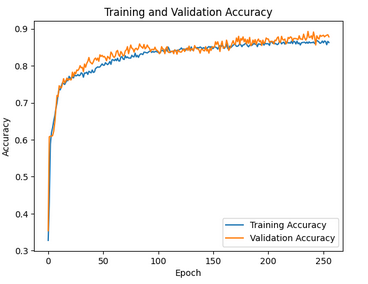 Training and Validation Accuracy
Accuracy
0.9
0.8
0.7
0.6
0.5
0.4
0.3
0 50 100 150 200 250
Epoch
Training Accuracy
Validation Accuracy